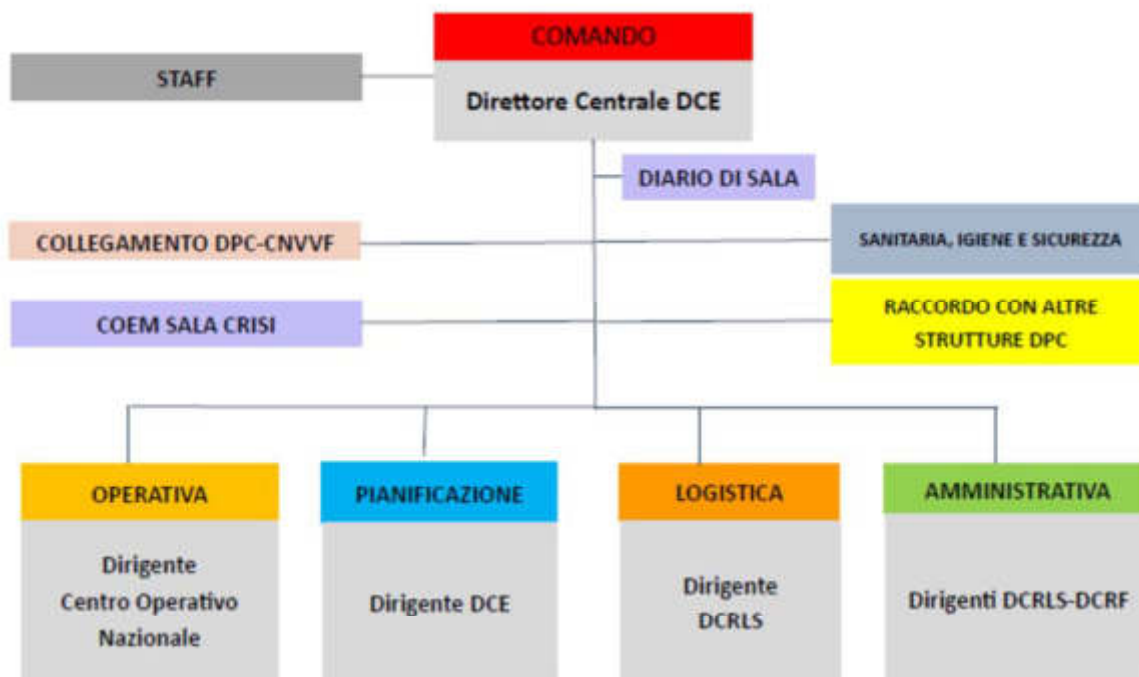 COMANDO
STAFF
Direttore Centrale DCE
DIARIO DI SALA
COLLEGAMENTO DPC-CNVVF
SANITARIA, IGIENE E SICUREZZA
COEM SALA CRISI
RACCORDO CON ALTRE
STRUTTURE DPC
OPERATIVA
Dirigente
Centro Operativo
Nazionale
PIANIFICAZIONE
Dirigente DCE
LOGISTICA
Dirigente
DCRLS
AMMINISTRATIVA
Dirigenti DCRLS-DCRF